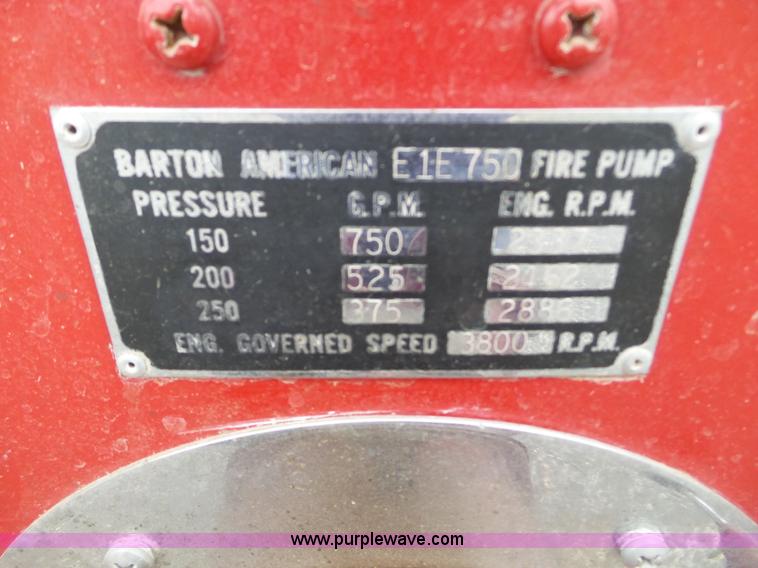 BARTON AMERICAN E1E 750 FIRE PUMP
PRESSURE G.P.M. ENG. R.P.M.
150 750
200 525
250 375
ENG. GOVERNED SPEED 3800 R.P.M.
www.purplewave.com